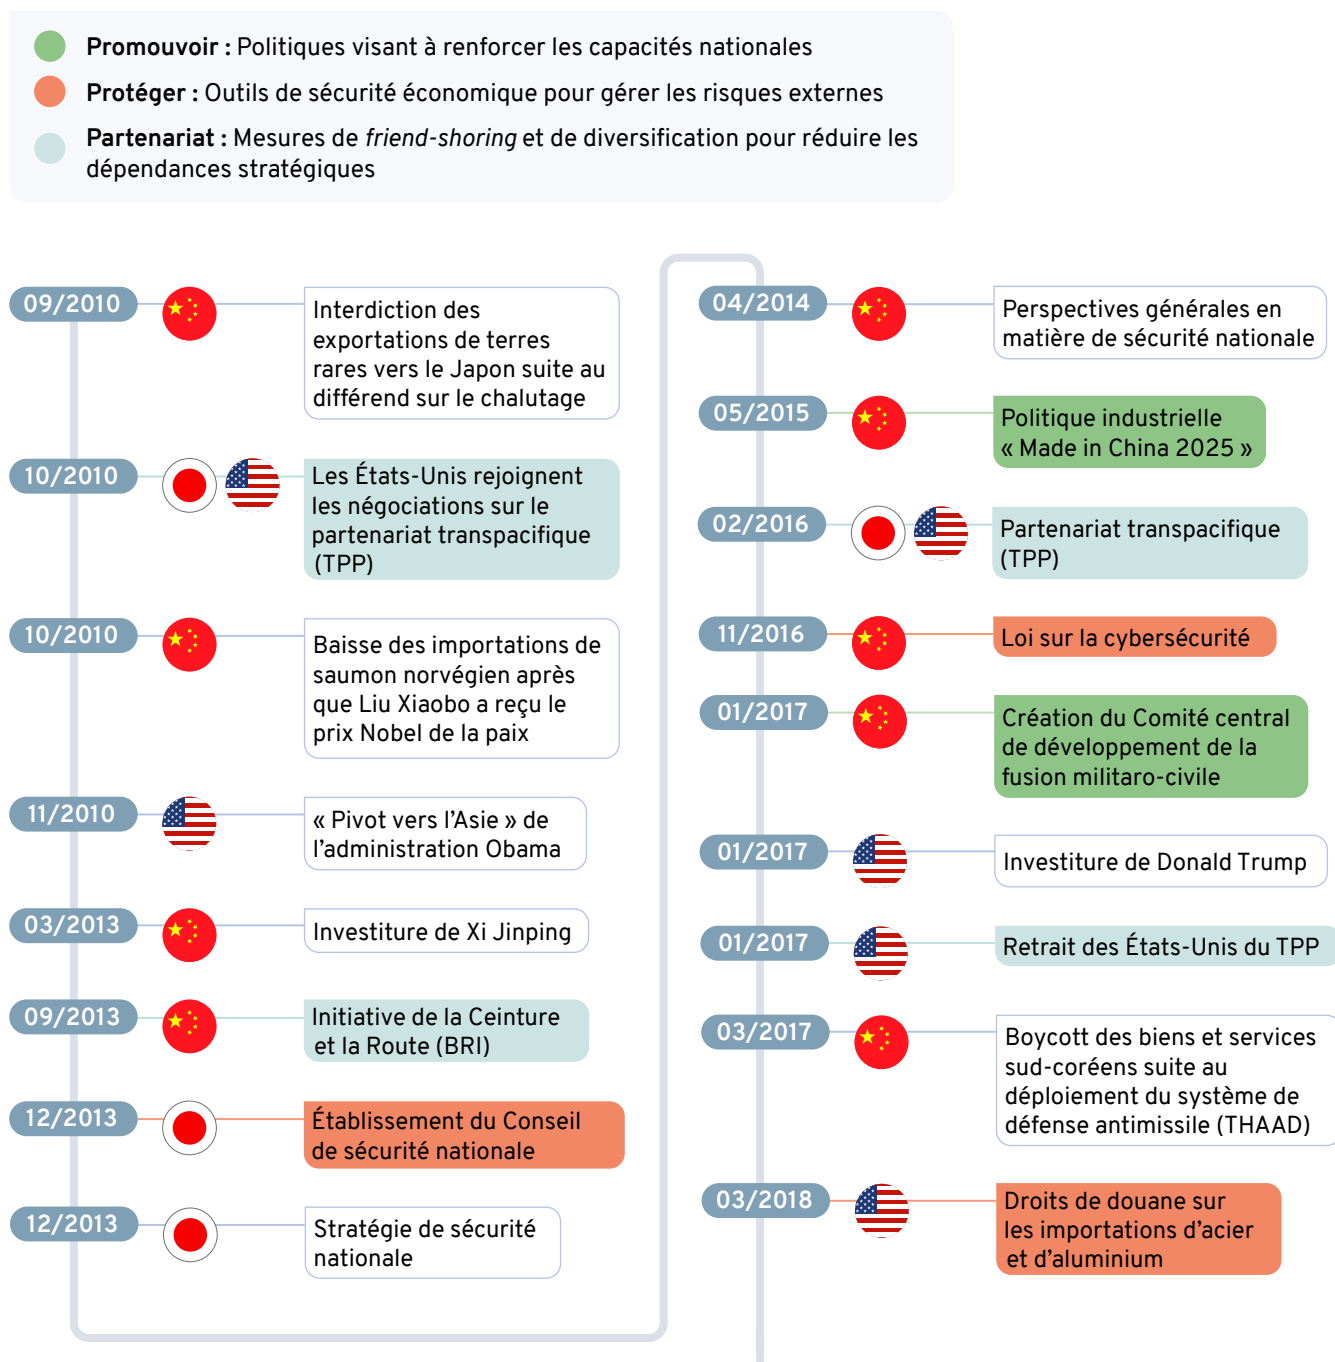 Promouvoir : Politiques visant à renforcer les capacités nationales
Protéger : Outils de sécurité économique pour gérer les risques externes
Partenariat : Mesures de friend-shoring et de diversification pour réduire les
dépendances stratégiques
09/2010
Interdiction des
exportations de terres
rares vers le Japon suite au
différend sur le chalutage
10/2010
Les États-Unis rejoignent
les négociations sur le
partenariat transpacifique
(TPP)
10/2010
Baisse des importations de
saumon norvégien après
que Liu Xiaobo a reçu le
prix Nobel de la paix
11/2010
« Pivot vers l’Asie » de
l’administration Obama
03/2013
Investiture de Xi Jinping
09/2013
Initiative de la Ceinture
et la Route (BRI)
12/2013
Établissement du Conseil
de sécurité nationale
12/2013
Stratégie de sécurité
nationale
04/2014
Perspectives générales en
matière de sécurité nationale
05/2015
Politique industrielle
« Made in China 2025 »
02/2016
Partenariat transpacifique
(TPP)
11/2016
Loi sur la cybersécurité
01/2017
Création du Comité central
de développement de la
fusion militaro-civile
01/2017
Investiture de Donald Trump
01/2017
Retrait des États-Unis du TPP
03/2017
Boycott des biens et services
sud-coréens suite au
déploiement du système de
défense antimissile (THAAD)
03/2018
Droits de douane sur
les importations d’acier
et d’aluminium